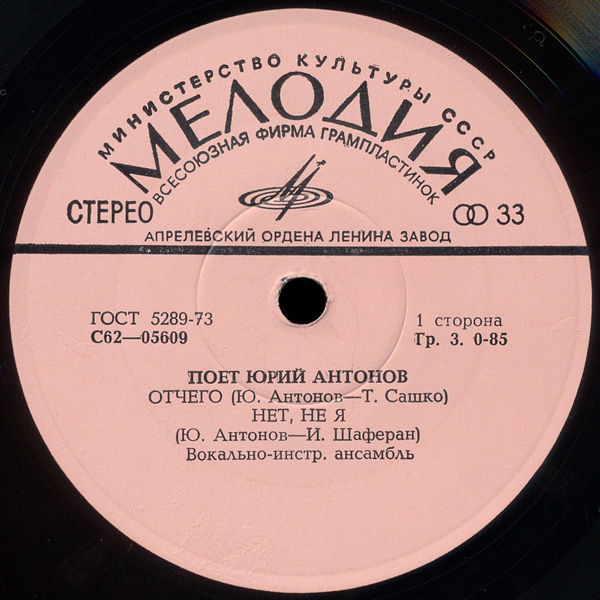 МИНИСТЕРСТВО КУЛЬТУРЫ СССР
МЕЛОДИЯ
ВСЕСОЮЗНАЯ ФИРМА ГРАМПЛАСТИНОК
СТЕРЕО
33
АПРЕЛЕВСКИЙ ОРДЕНА ЛЕНИНА ЗАВОД
ГОСТ 5289-73
1 сторона
С62—05609
Гр. 3. 0-85
ПОЕТ ЮРИЙ АНТОНОВ
ОТЧЕГО (Ю. Антонов—Т. Сашко)
НЕТ, НЕ Я
(Ю. Антонов—И. Шаферан)
Вокально-инстр. ансамбль